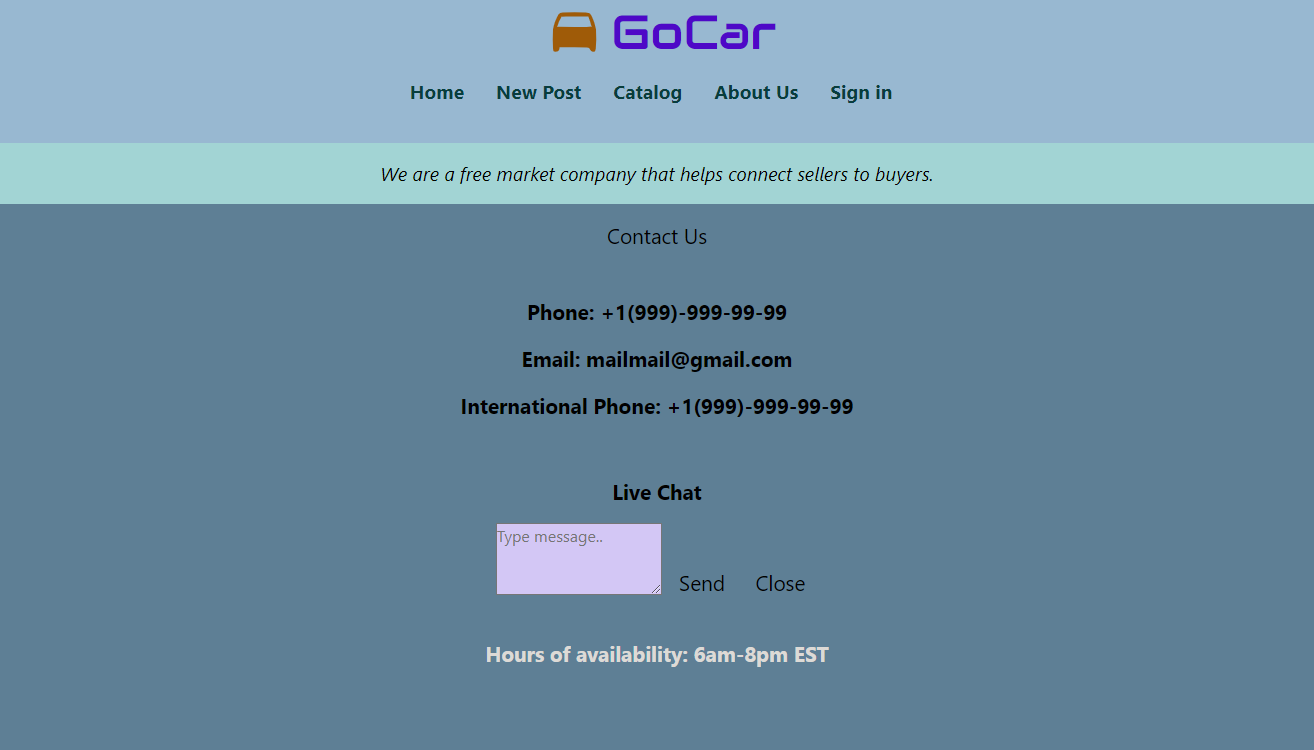 GoCar
Home New Post Catalog About Us Sign in
We are a free market company that helps connect sellers to buyers.
Contact Us
Phone: +1(999)-999-99-99
Email: mailmail@gmail.com
International Phone: +1(999)-999-99-99
Live Chat
Type message..
Send Close
Hours of availability: 6am-8pm EST